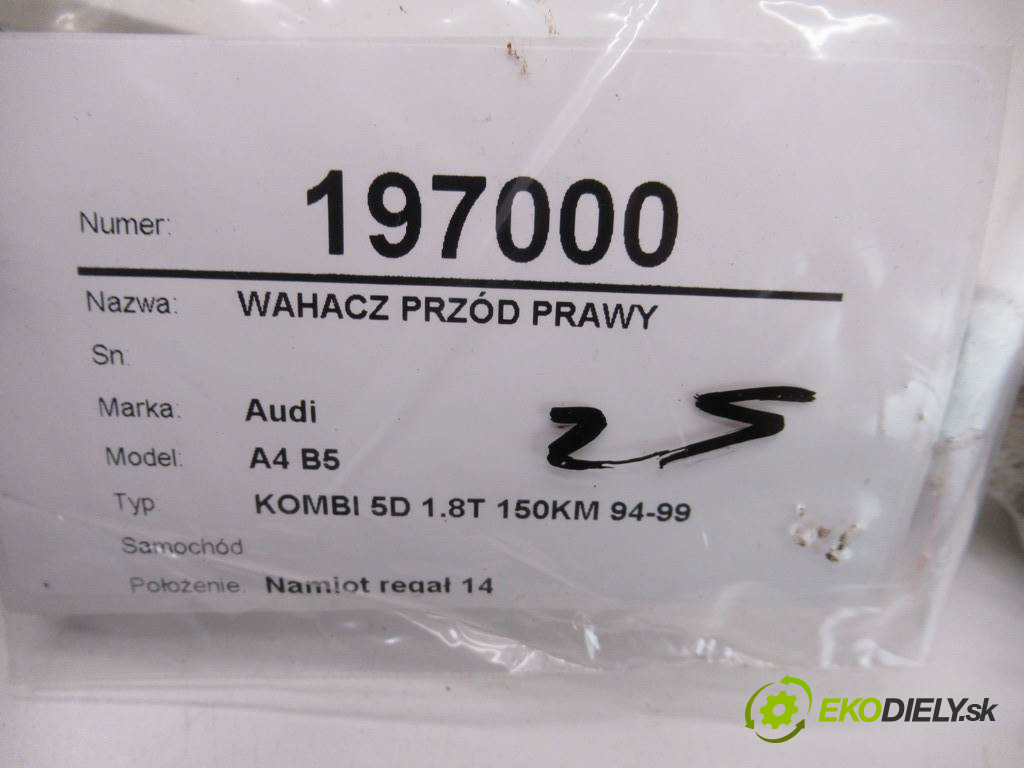 Numer: 197000
Nazwa: WAHACZ PRZÓD PRAWY
Sn:
Marka: Audi
25
Model: A4 B5
Typ KOMBI 5D 1.8T 150KM 94-99
Samochód
Położenie: Namiot regał 14
EKODIELY.sk